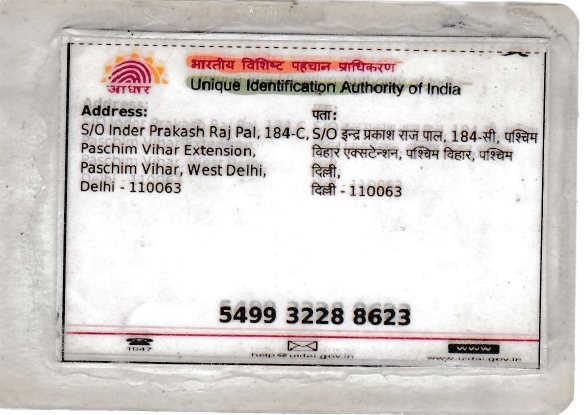 भारतीय विशिष्ट पहचान प्राधिकरण
आधार
Unique Identification Authority of India
Address:
S/O Inder Prakash Raj Pal, 184-C,
Paschim Vihar Extension,
Paschim Vihar, West Delhi,
Delhi - 110063
पता:
S/O इन्द्र प्रकाश राज पाल, 184-सी, पश्चिम
विहार एक्सटेन्शन, पश्चिम विहार, पश्चिम
दिल्ली,
दिल्ली - 110063
5499 3228 8623
1947
help@uidai.gov.in
www
www.uidai.gov.in